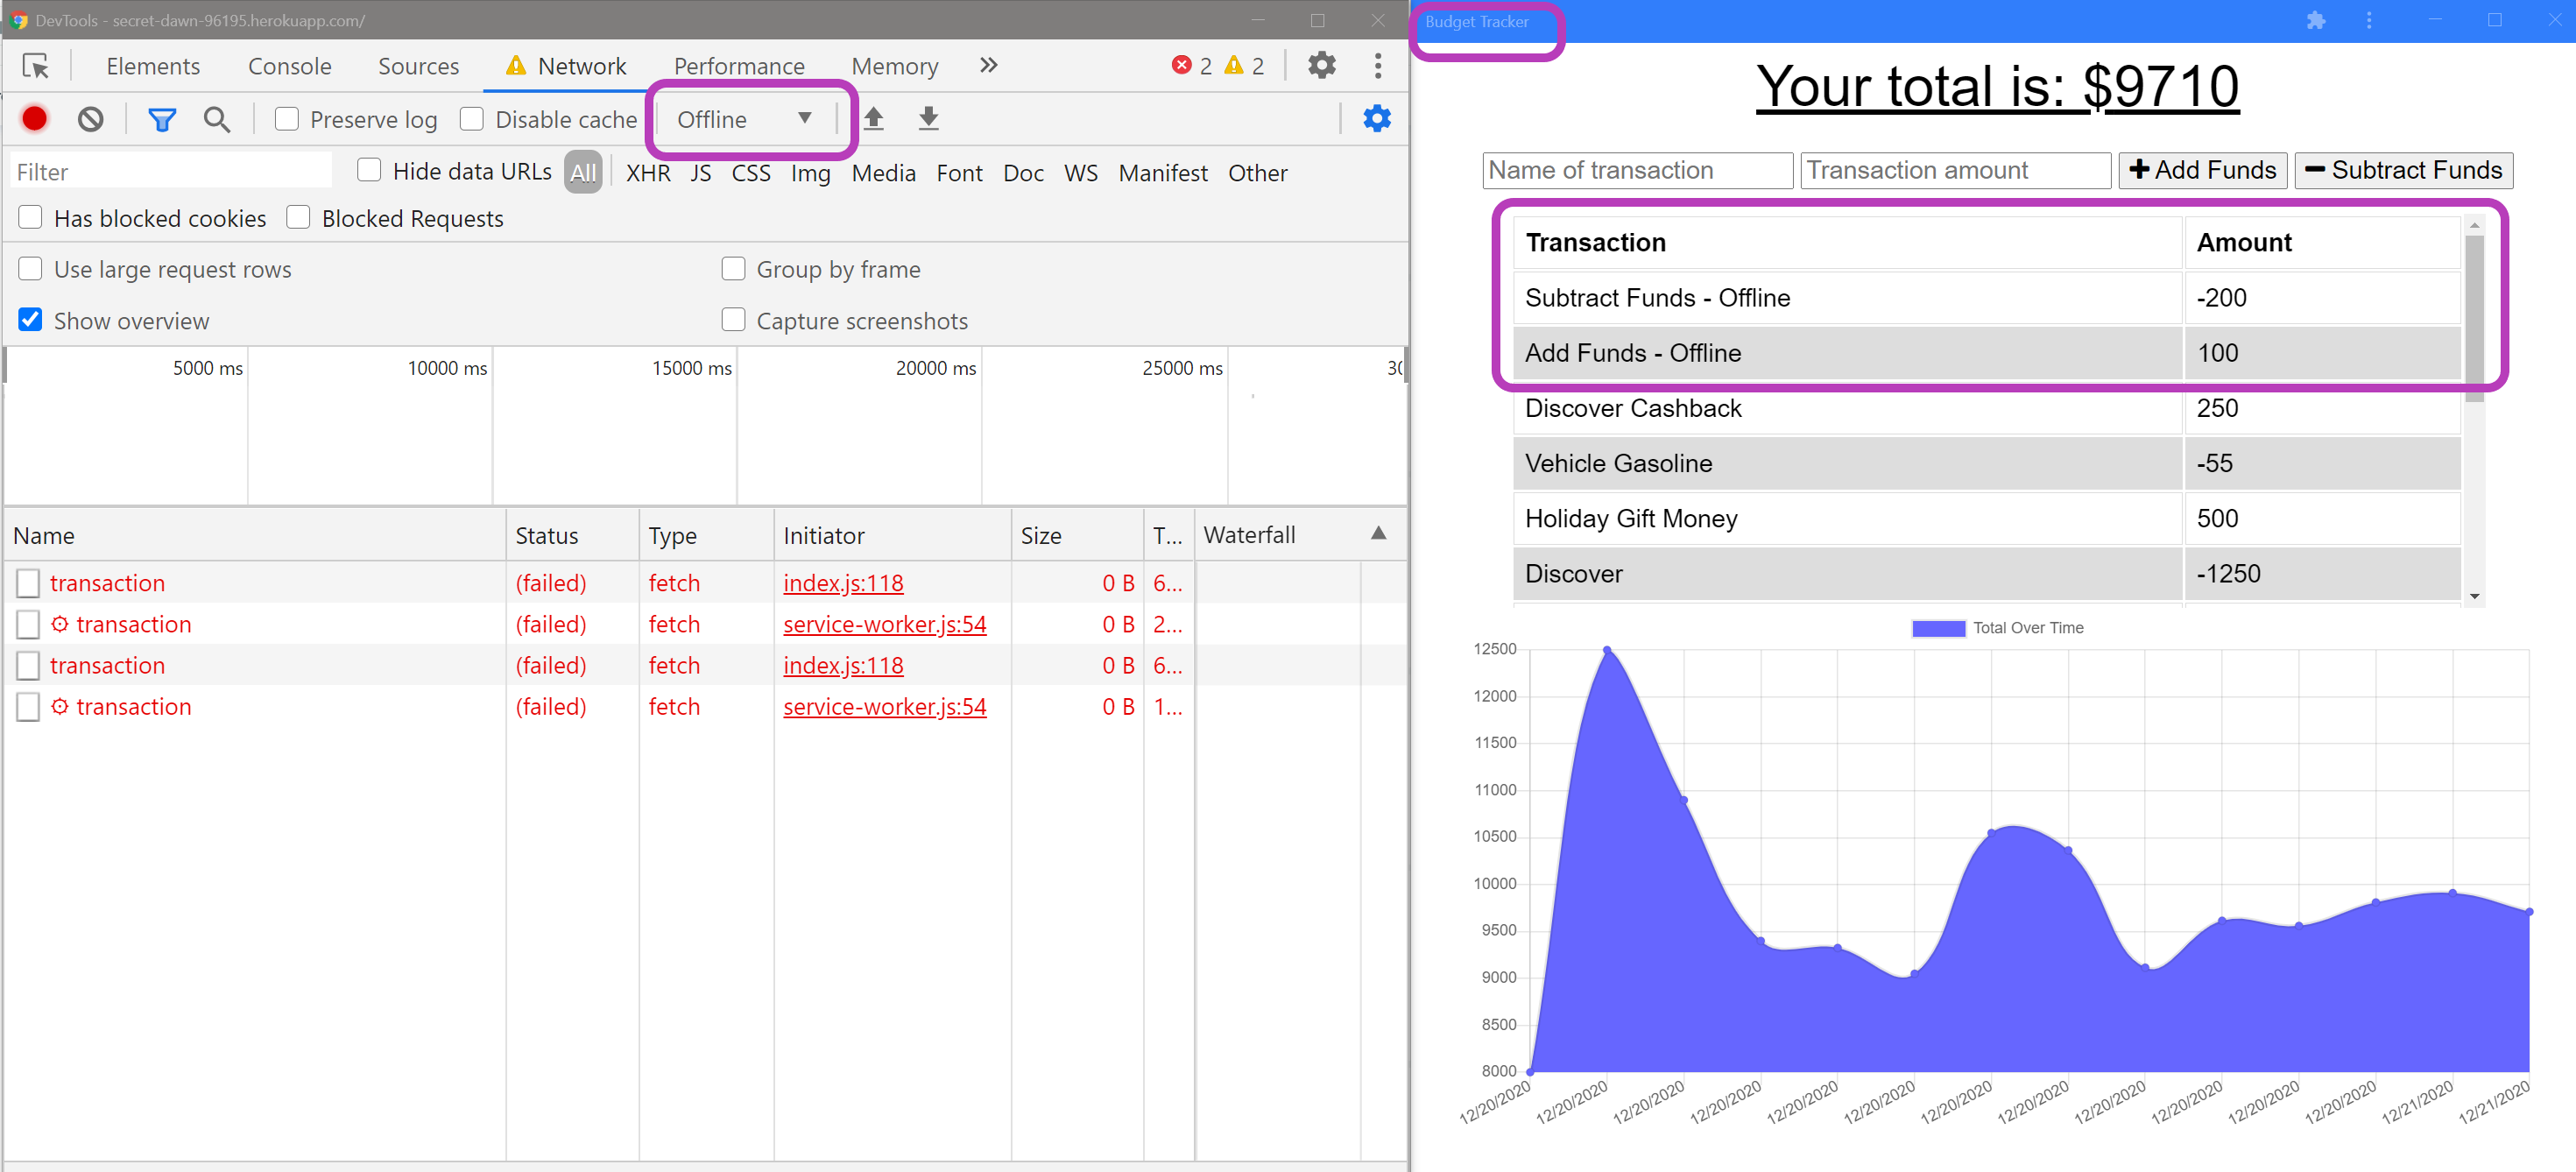 DevTools - secret-dawn-96195.herokuapp.com/
Elements Console Sources Network Performance Memory 2 2
Preserve log Disable cache Offline
Filter Hide data URLs All XHR JS CSS Img Media Font Doc WS Manifest Other
Has blocked cookies Blocked Requests
Use large request rows Group by frame
Show overview Capture screenshots
5000 ms 10000 ms 15000 ms 20000 ms 25000 ms
Name Status Type Initiator Size T... Waterfall
transaction (failed) fetch index.js:118 0 B 6...
transaction (failed) fetch service-worker.js:54 0 B 2...
transaction (failed) fetch index.js:118 0 B 6...
transaction (failed) fetch service-worker.js:54 0 B 1...
Budget Tracker
Your total is: $9710
Name of transaction Transaction amount Add Funds Subtract Funds
Transaction Amount
Subtract Funds - Offline -200
Add Funds - Offline 100
Discover Cashback 250
Vehicle Gasoline -55
Holiday Gift Money 500
Discover -1250
Total Over Time
12500
12000
11500
11000
10500
10000
9500
9000
8500
8000
12/20/2020 12/20/2020 12/20/2020 12/20/2020 12/20/2020 12/20/2020 12/20/2020 12/20/2020 12/20/2020 12/20/2020 12/20/2020 12/20/2020 12/21/2020 12/21/2020